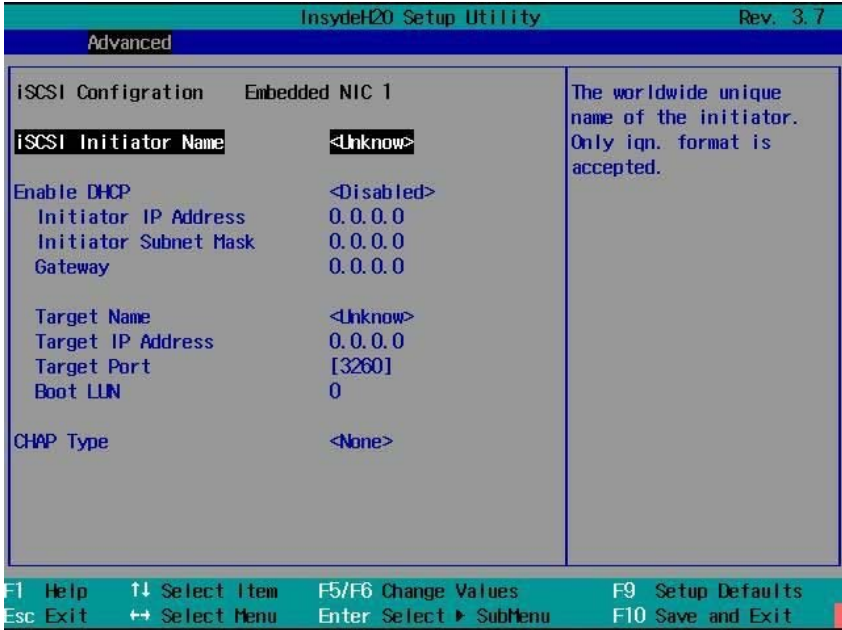 InsydeH20 Setup Utility Rev. 3.7
Advanced
iSCSI Configration Embedded NIC 1
iSCSI Initiator Name <Unknow>
Enable DHCP <Disabled>
Initiator IP Address 0.0.0.0
Initiator Subnet Mask 0.0.0.0
Gateway 0.0.0.0
Target Name <Unknow>
Target IP Address 0.0.0.0
Target Port [3260]
Boot LUN 0
CHAP Type <None>
The worldwide unique
name of the initiator.
Only iqn. format is
accepted.
F1 Help ↑↓ Select Item F5/F6 Change Values F9 Setup Defaults
Esc Exit ↔ Select Menu Enter Select ▶ SubMenu F10 Save and Exit